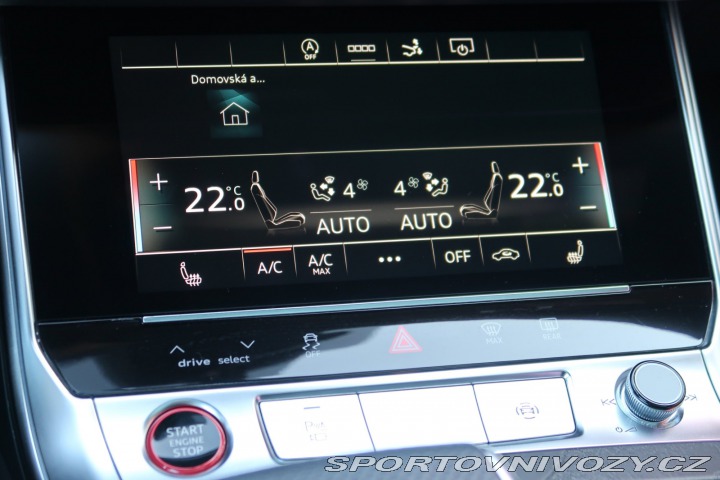 A
OFF
Domovská a...
+ 22.0 °C 4 4 22.0 °C +
− AUTO AUTO −
A/C A/C MAX ••• OFF
drive select OFF MAX REAR
START
ENGINE
STOP
SPORTOVNIVOZY.CZ